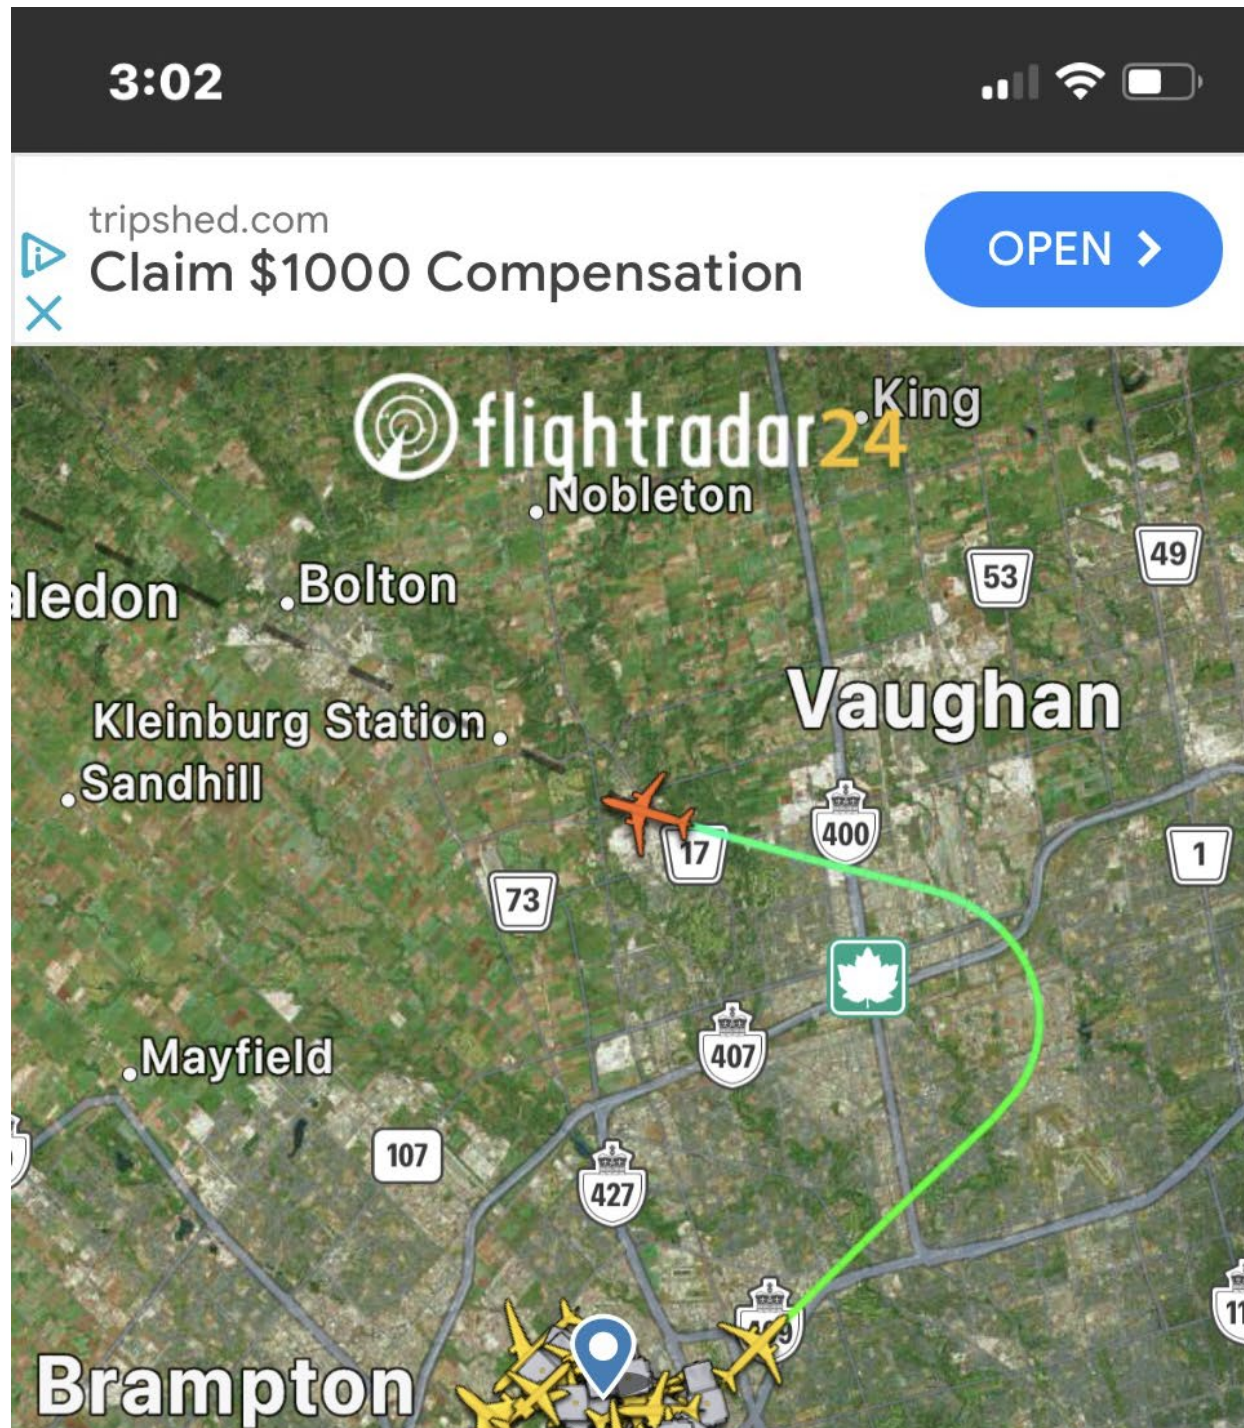 3:02
tripshed.com
Claim $1000 Compensation
OPEN
flightradar24
King
Nobleton
53
49
aledon
Bolton
Vaughan
Kleinburg Station
Sandhill
400
17
1
73
407
Mayfield
107
427
Brampton